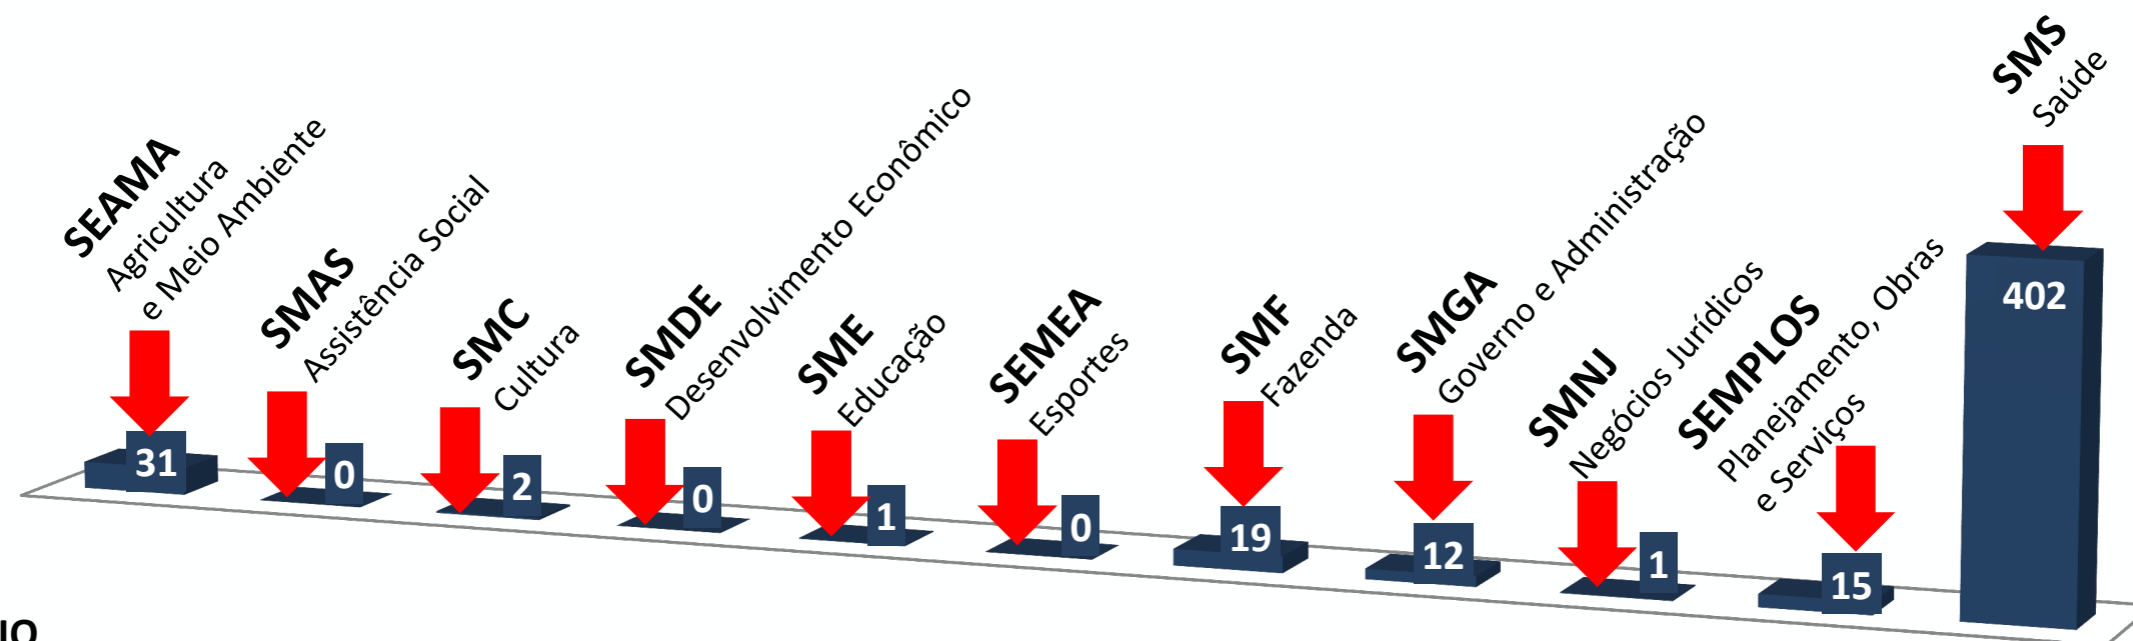 SEAMA
Agricultura
e Meio Ambiente
31
SMAS
Assistência Social
0
SMC
Cultura
2
SMDE
Desenvolvimento Econômico
0
SME
Educação
1
SEMEA
Esportes
0
SMF
Fazenda
19
SMGA
Governo e Administração
12
SMNJ
Negócios Jurídicos
1
SEMPLOS
Planejamento, Obras
e Serviços
15
SMS
Saúde
402